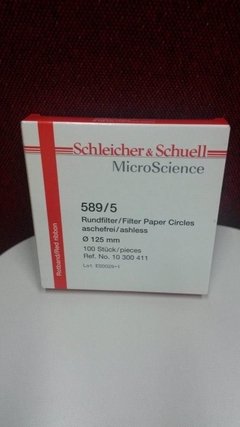 Schleicher & Schuell
MicroScience
589/5
Rundfilter/Filter Paper Circles
aschefrei/ashless
Ø 125 mm
100 Stück/pieces
Ref. No. 10 300 411
Rotband/Red ribbon